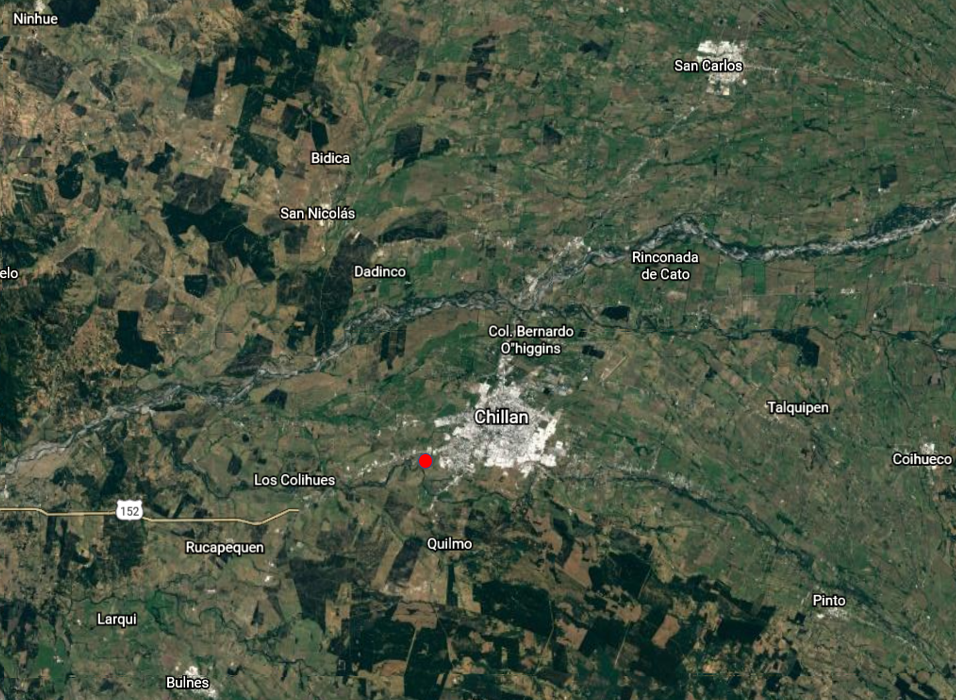 Ninhue
San Carlos
Bidica
San Nicolás
Rinconada
de Cato
elo
Dadinco
Col. Bernardo
O"higgins
Chillan
Talquipen
Coihueco
Los Colihues
152
Rucapequen
Quilmo
Pinto
Larqui
Bulnes